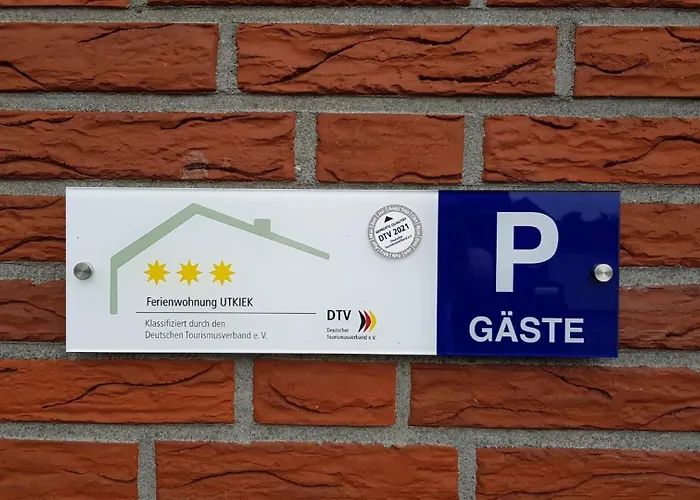 Ferienwohnung UTKIEK
Klassifiziert durch den
Deutschen Tourismusverband e. V.
DTV
Deutscher
Tourismusverband e.V.
DTV 2021
P
GÄSTE